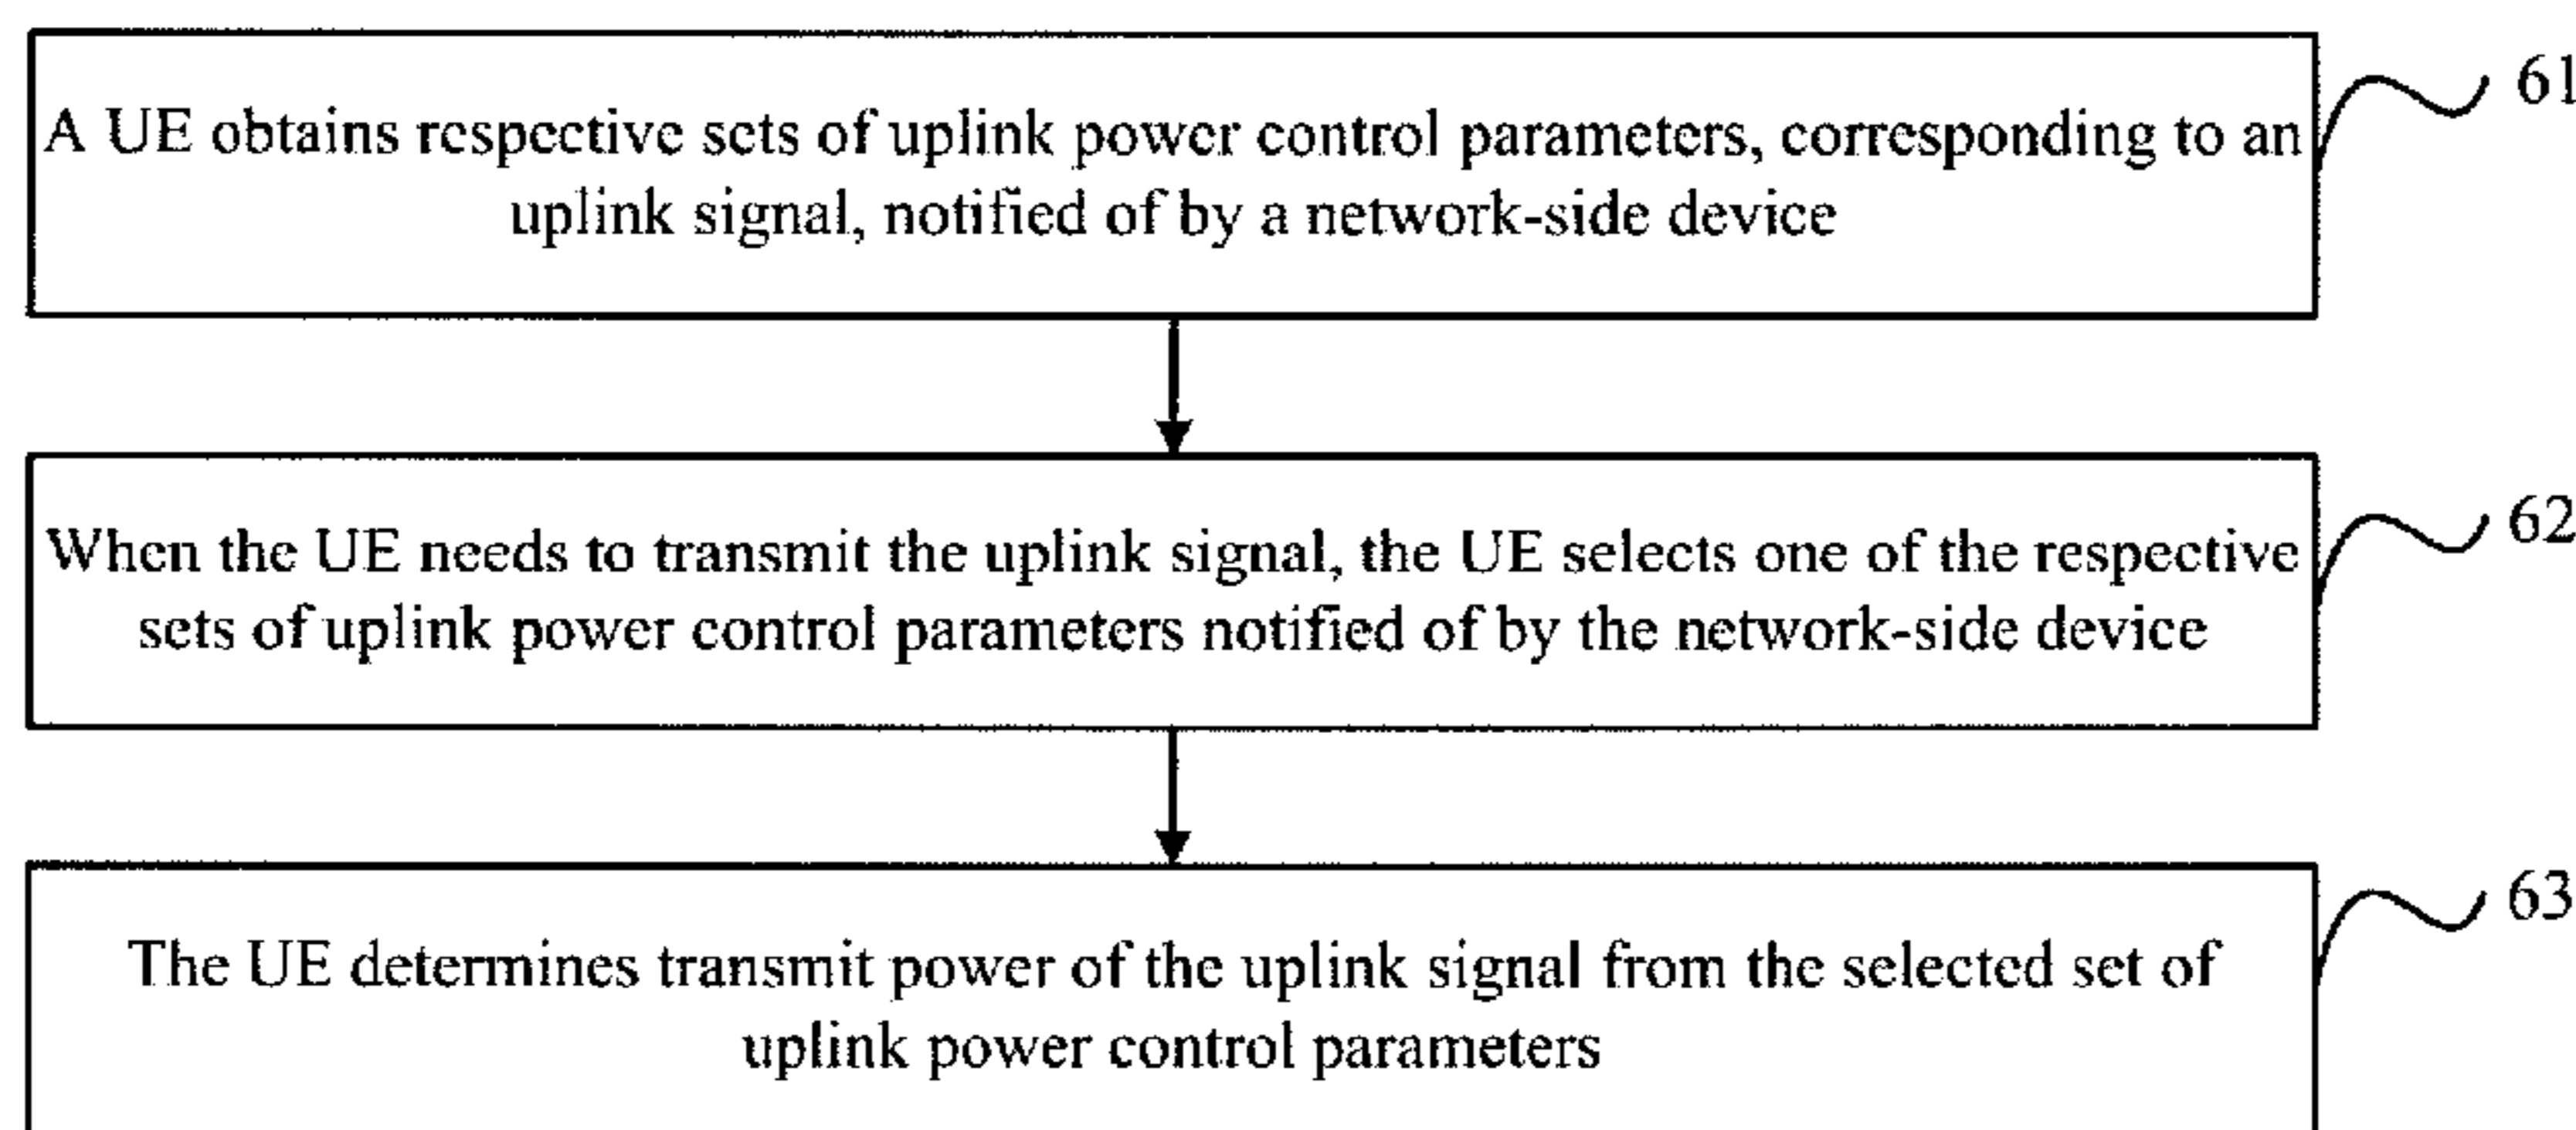 A UE obtains respective sets of uplink power control parameters, corresponding to an
uplink signal, notified of by a network-side device
61
When the UE needs to transmit the uplink signal, the UE selects one of the respective
sets of uplink power control parameters notified of by the network-side device
62
The UE determines transmit power of the uplink signal from the selected set of
uplink power control parameters
63